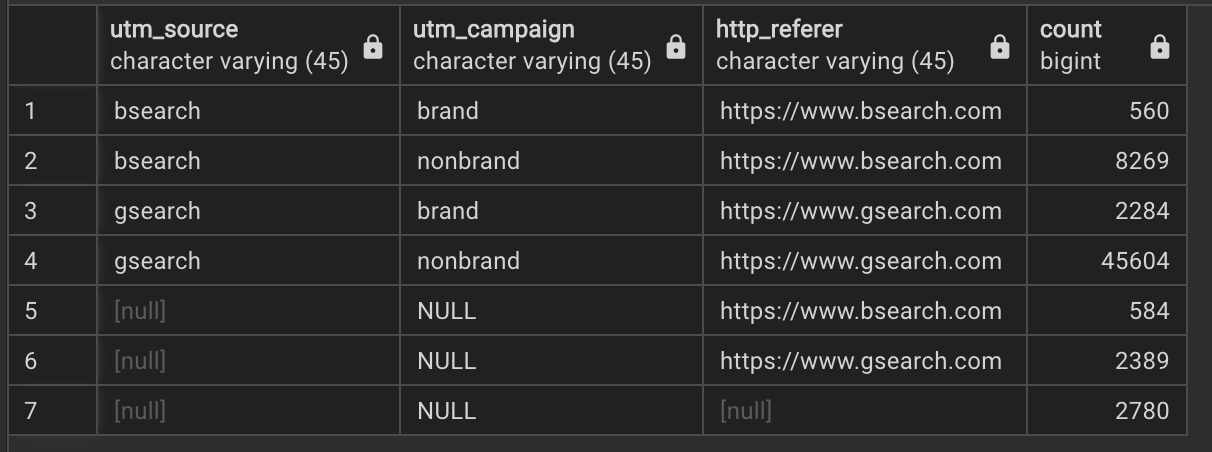 utm_source utm_campaign http_referer count
character varying (45) character varying (45) character varying (45) bigint
1 bsearch brand https://www.bsearch.com 560
2 bsearch nonbrand https://www.bsearch.com 8269
3 gsearch brand https://www.gsearch.com 2284
4 gsearch nonbrand https://www.gsearch.com 45604
5 [null] NULL https://www.bsearch.com 584
6 [null] NULL https://www.gsearch.com 2389
7 [null] NULL [null] 2780